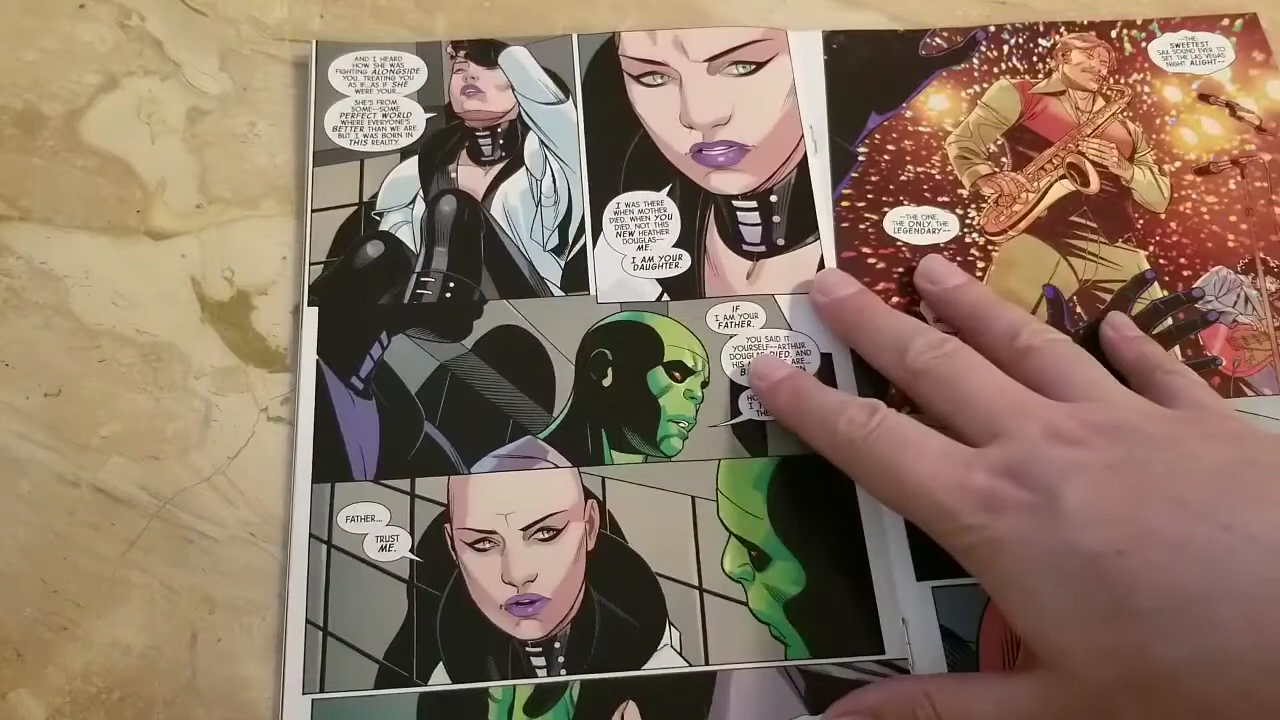 AND I HEARD
HOW SHE WAS
FIGHTING ALONGSIDE
YOU, TREATING YOU
AS IF...AS IF SHE
WERE YOUR...
SHE'S FROM
SOME--SOME
PERFECT WORLD
WHERE EVERYONE'S
BETTER THAN WE ARE.
BUT I WAS BORN IN
THIS REALITY.
I WAS THERE
WHEN MOTHER
DIED. WHEN YOU
DIED. NOT THIS
NEW HEATHER
DOUGLAS--
ME.
I AM YOUR
DAUGHTER.
IF
I AM YOUR
FATHER.
YOU SAID IT
YOURSELF--ARTHUR
DOUGLAS DIED. AND
HIS ARE...
FATHER...
TRUST
ME.
--THE
SWEETEST
SAX SOUND EVER TO
SET THE LAS VEGAS
NIGHT ALIGHT--
--THE ONE,
THE ONLY, THE
LEGENDARY--